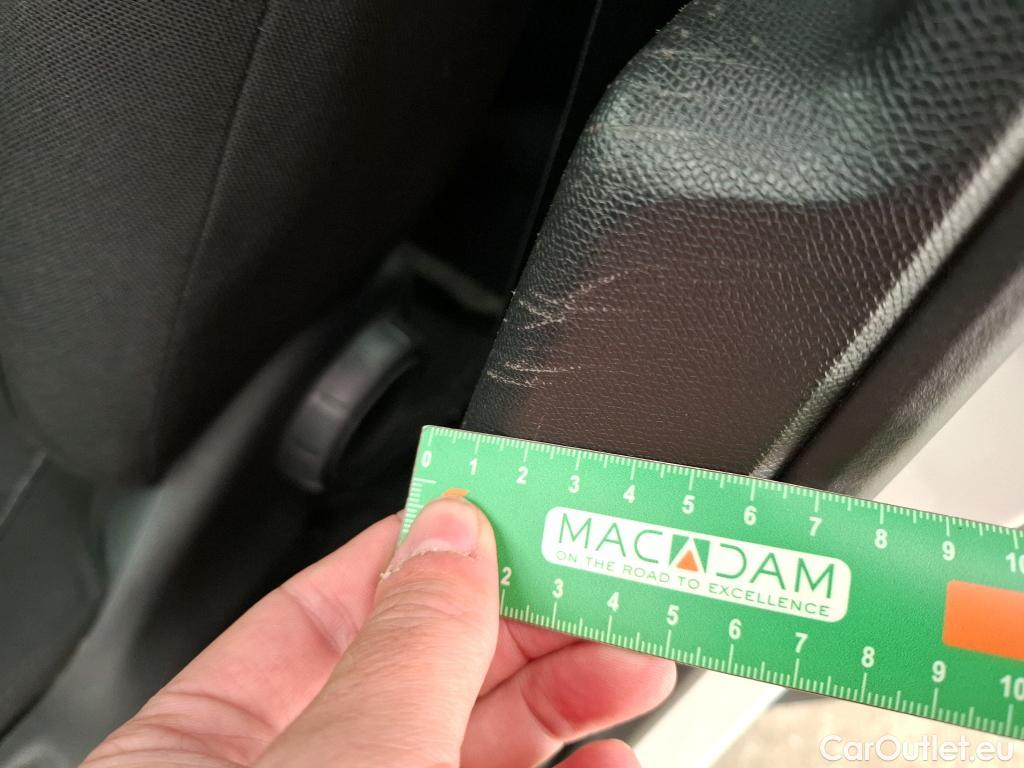 0 1 2 3 4 5 6 7 8 9 10
MACADAM
ON THE ROAD TO EXCELLENCE
2 3 4 5 6 7 8 9 10
CarOutlet.eu